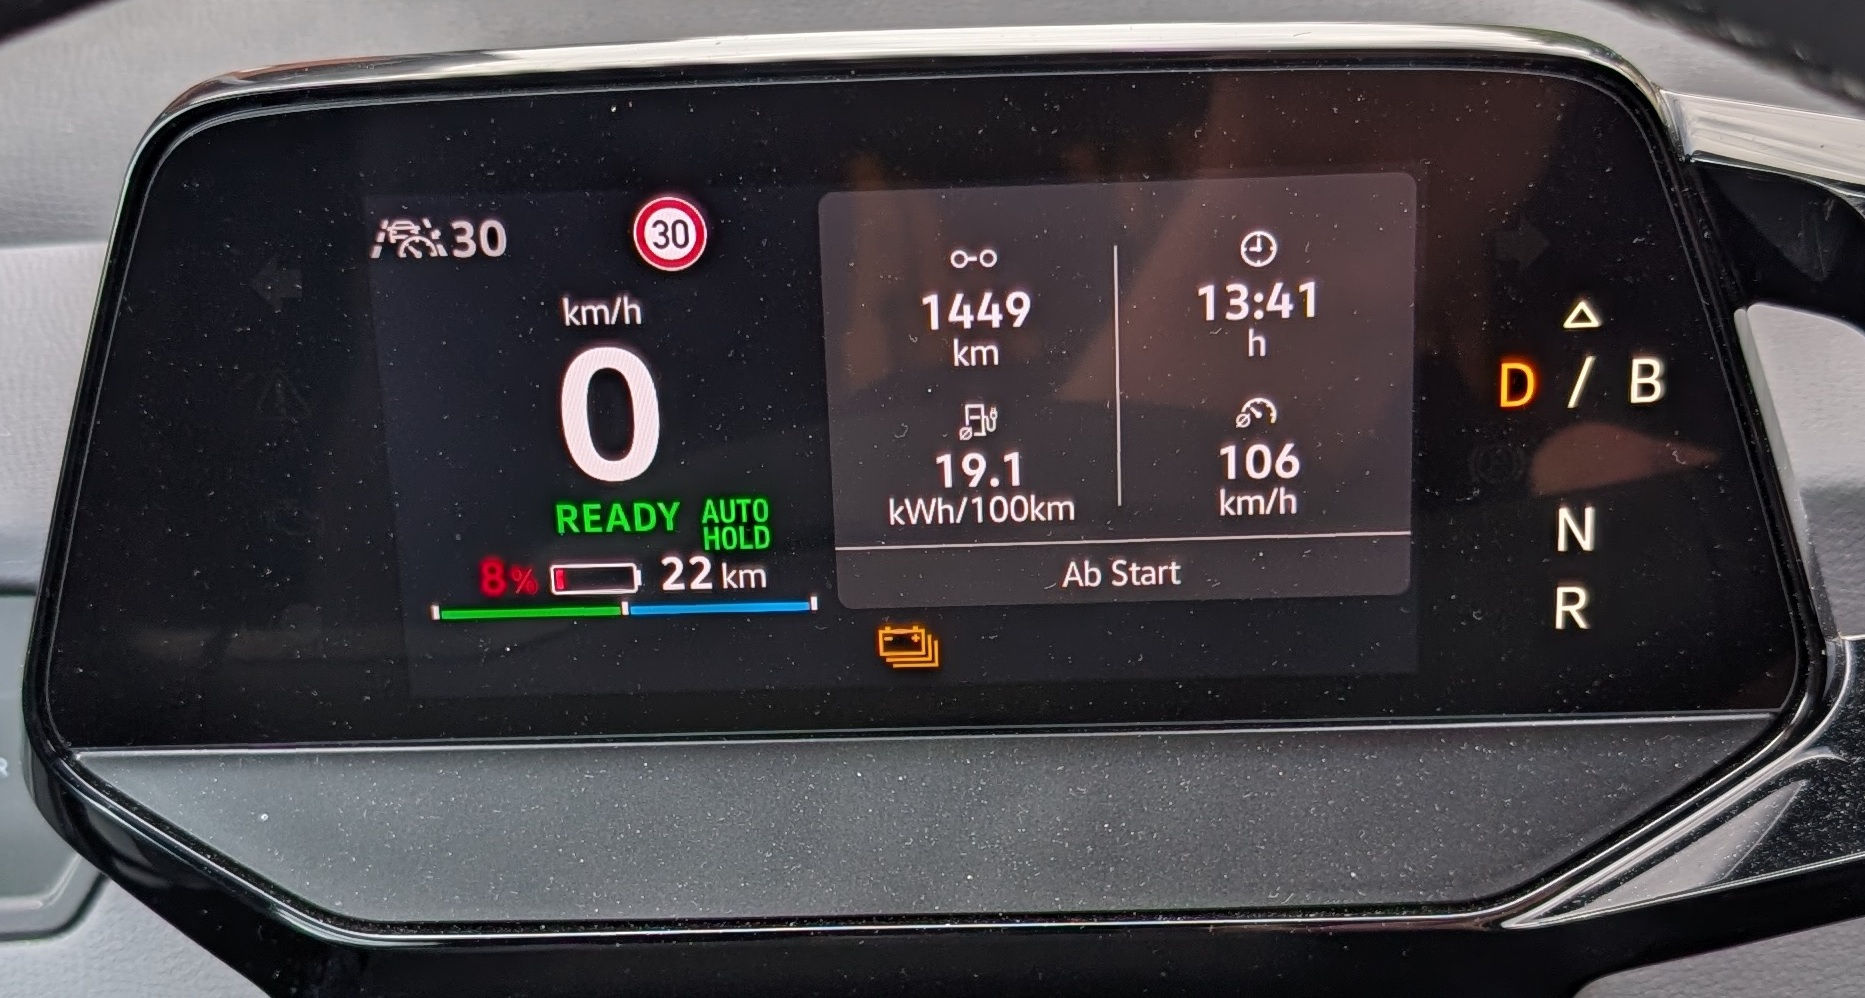 30
30
km/h
0
READY AUTO HOLD
8% 22 km
1449
km
13:41
h
19.1
kWh/100km
106
km/h
Ab Start
D / B
N
R